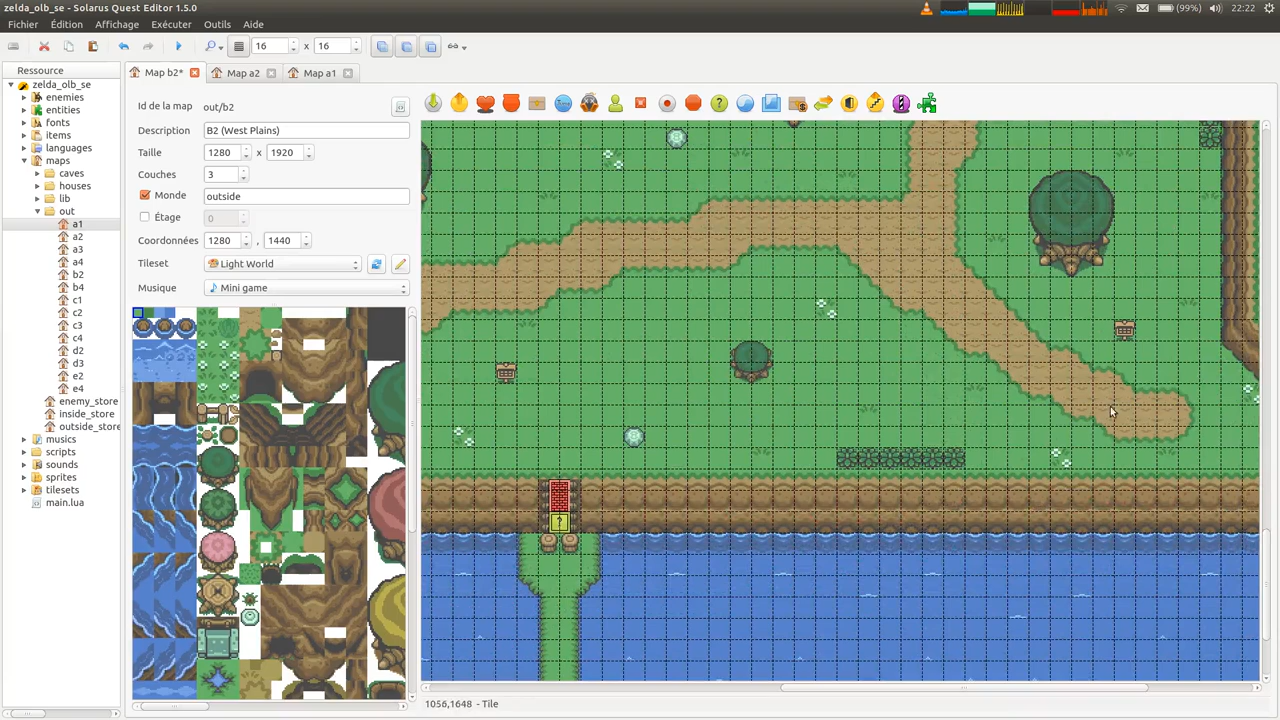 zelda_olb_se - Solarus Quest Editor 1.5.0
(99%) 22:22
Fichier Édition Affichage Exécuter Outils Aide
16 x 16
Ressource
zelda_olb_se
enemies
entities
fonts
items
languages
maps
caves
houses
lib
out
a1
a2
a3
a4
b2
b4
c1
c2
c3
c4
d2
d3
e2
e4
enemy_store
inside_store
outside_store
musics
scripts
sounds
sprites
tilesets
main.lua
Map b2* Map a2 Map a1
Id de la map out/b2
Description B2 (West Plains)
Taille 1280 x 1920
Couches 3
Monde outside
Étage 0
Coordonnées 1280 , 1440
Tileset Light World
Musique Mini game
1056,1648 - Tile